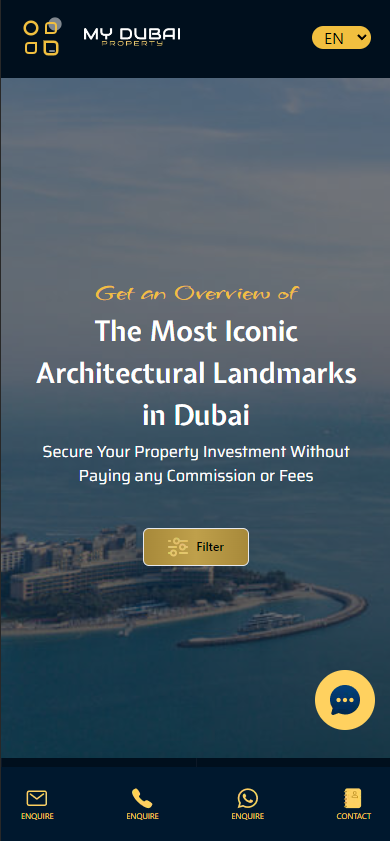 MY DUBAI
PROPERTY
EN
Get an Overview of
The Most Iconic
Architectural Landmarks
in Dubai
Secure Your Property Investment Without
Paying any Commission or Fees
Filter
ENQUIRE
ENQUIRE
ENQUIRE
CONTACT